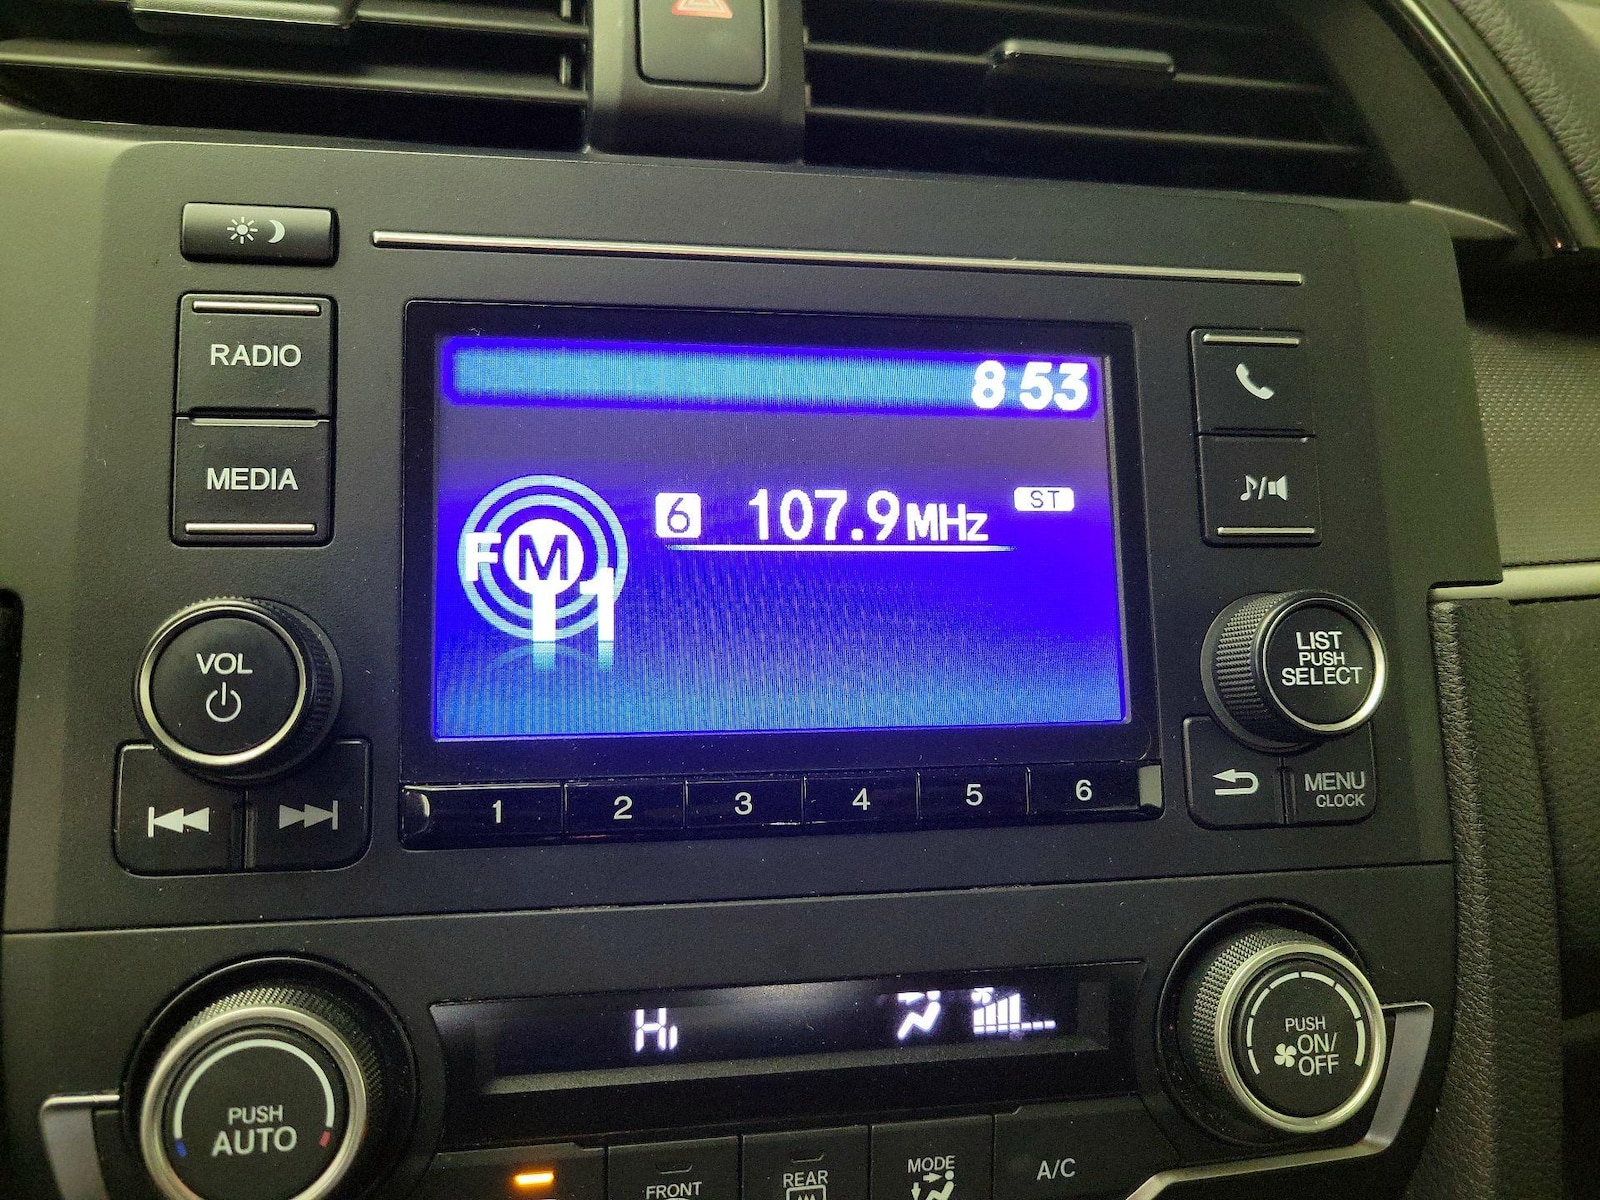 RADIO
MEDIA
VOL
8 53
FM
1
6 107.9MHz ST
LIST
PUSH
SELECT
MENU
CLOCK
1 2 3 4 5 6
Hi
PUSH
AUTO
PUSH
ON/
OFF
FRONT
REAR
MODE
A/C